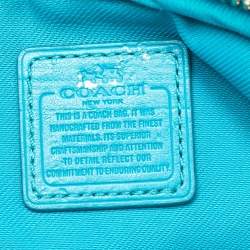 COACH
NEW YORK
THIS IS A COACH BAG. IT WAS
HANDCRAFTED FROM THE FINEST
MATERIALS. ITS SUPERIOR
CRAFTSMANSHIP AND ATTENTION
TO DETAIL REFLECT OUR
COMMITMENT TO ENDURING QUALITY.